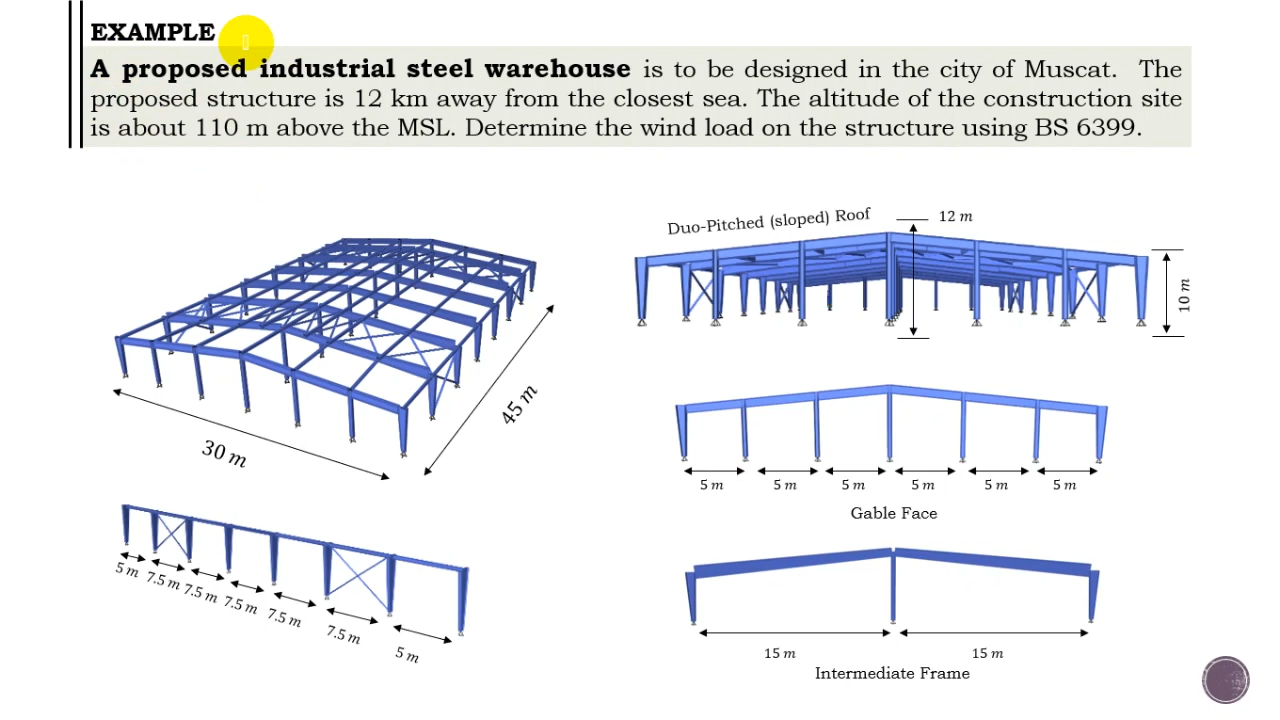 EXAMPLE
A proposed industrial steel warehouse is to be designed in the city of Muscat. The
proposed structure is 12 km away from the closest sea. The altitude of the construction site
is about 110 m above the MSL. Determine the wind load on the structure using BS 6399.
Duo-Pitched (sloped) Roof
12 m
10 m
30 m
45 m
5 m 5 m 5 m 5 m 5 m 5 m
Gable Face
5 m 7.5 m 7.5 m 7.5 m 7.5 m 7.5 m 5 m
15 m 15 m
Intermediate Frame